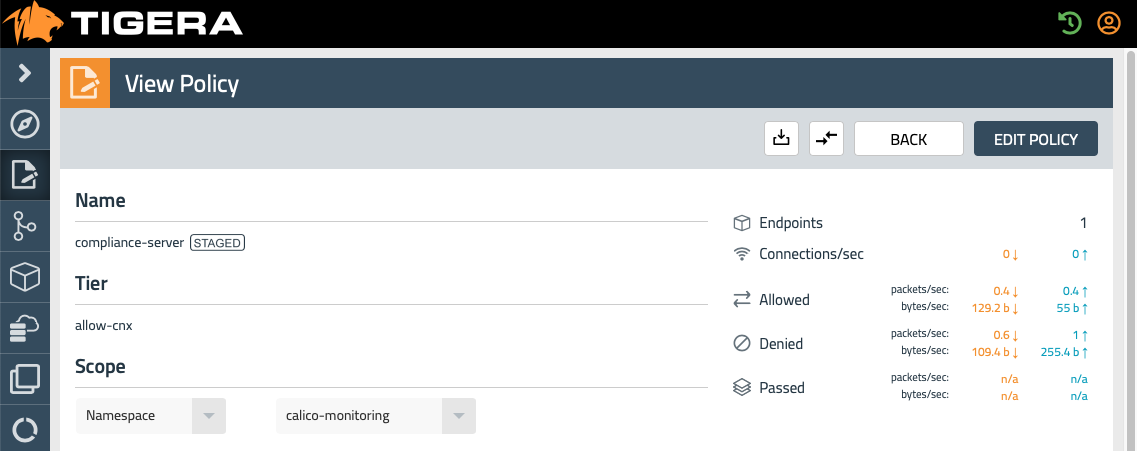 TIGERA
View Policy
BACK
EDIT POLICY
Name
compliance-server STAGED
Tier
allow-cnx
Scope
Namespace
calico-monitoring
Endpoints 1
Connections/sec 0 ↓ 0 ↑
Allowed
packets/sec: 0.4 ↓ 0.4 ↑
bytes/sec: 129.2 b ↓ 55 b ↑
Denied
packets/sec: 0.6 ↓ 1 ↑
bytes/sec: 109.4 b ↓ 255.4 b ↑
Passed
packets/sec: n/a n/a
bytes/sec: n/a n/a